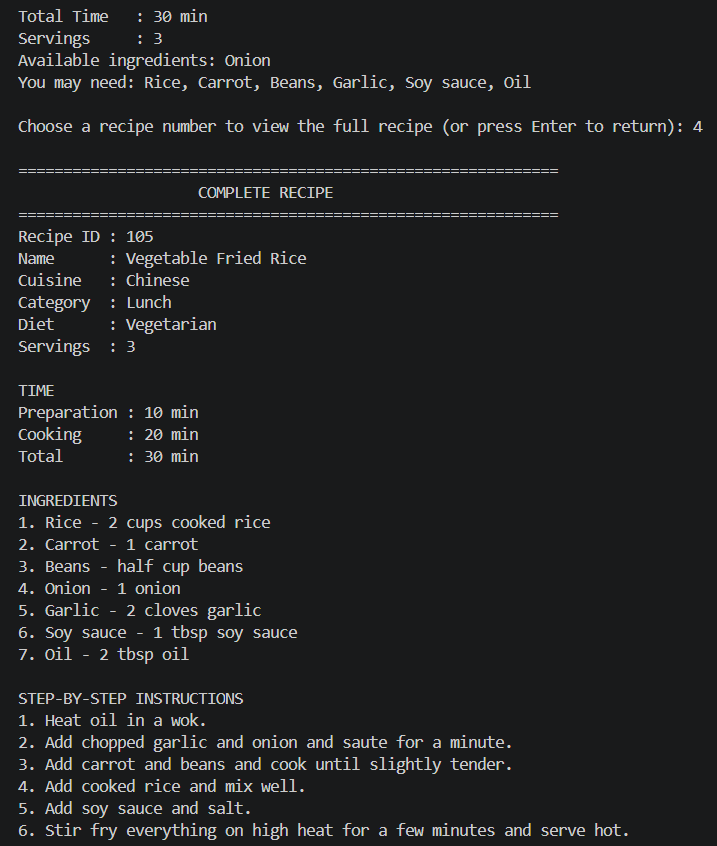 Total Time   : 30 min
Servings     : 3
Available ingredients: Onion
You may need: Rice, Carrot, Beans, Garlic, Soy sauce, Oil
Choose a recipe number to view the full recipe (or press Enter to return): 4
============================================================
COMPLETE RECIPE
============================================================
Recipe ID : 105
Name      : Vegetable Fried Rice
Cuisine   : Chinese
Category  : Lunch
Diet      : Vegetarian
Servings  : 3
TIME
Preparation : 10 min
Cooking     : 20 min
Total       : 30 min
INGREDIENTS
1. Rice - 2 cups cooked rice
2. Carrot - 1 carrot
3. Beans - half cup beans
4. Onion - 1 onion
5. Garlic - 2 cloves garlic
6. Soy sauce - 1 tbsp soy sauce
7. Oil - 2 tbsp oil
STEP-BY-STEP INSTRUCTIONS
1. Heat oil in a wok.
2. Add chopped garlic and onion and saute for a minute.
3. Add carrot and beans and cook until slightly tender.
4. Add cooked rice and mix well.
5. Add soy sauce and salt.
6. Stir fry everything on high heat for a few minutes and serve hot.